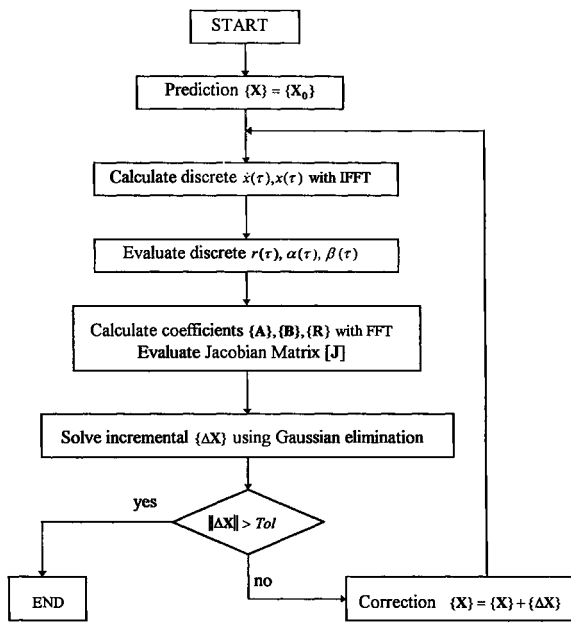 START
Prediction {X} = {X₀}
Calculate discrete ẋ(τ),x(τ) with IFFT
Evaluate discrete r(τ), α(τ), β(τ)
Calculate coefficients {A},{B},{R} with FFT
Evaluate Jacobian Matrix [J]
Solve incremental {ΔX} using Gaussian elimination
yes
‖ΔX‖ > Tol
no
END
Correction {X} = {X} + {ΔX}